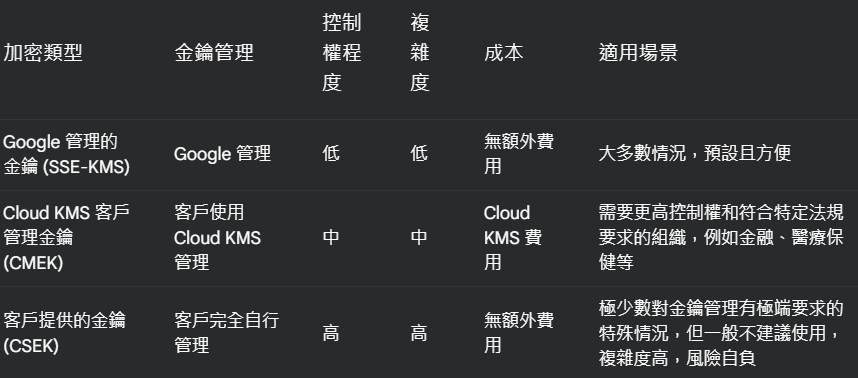 加密類型
金鑰管理
控制
權程
度
複
雜
度
成本
適用場景
Google 管理的
金鑰 (SSE-KMS)
Google 管理
低
低
無額外費
用
大多數情況，預設且方便
Cloud KMS 客戶
管理金鑰
(CMEK)
客戶使用
Cloud KMS
管理
中
中
Cloud
KMS 費
用
需要更高控制權和符合特定法規
要求的組織，例如金融、醫療保
健等
客戶提供的金鑰
(CSEK)
客戶完全自行
管理
高
高
無額外費
用
極少數對金鑰管理有極端要求的
特殊情況，但一般不建議使用，
複雜度高，風險自負